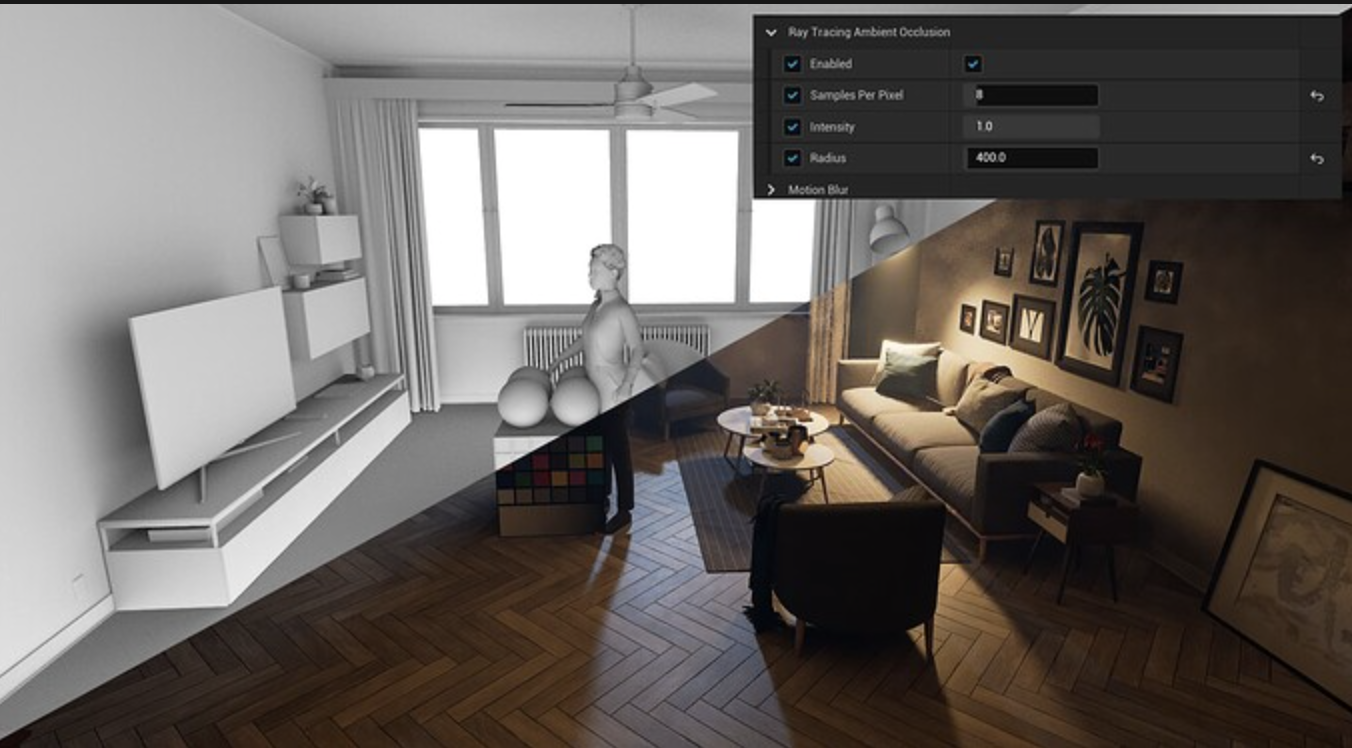 Ray Tracing Ambient Occlusion
Enabled
Samples Per Pixel 8
Intensity 1.0
Radius 400.0
Motion Blur